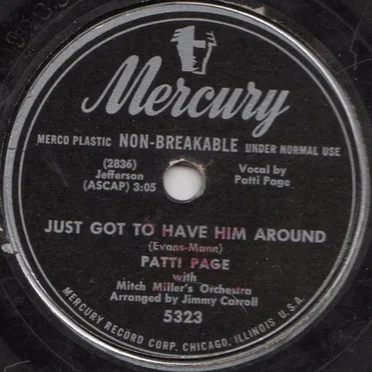 Mercury
MERCO PLASTIC NON-BREAKABLE UNDER NORMAL USE
(2836)
Jefferson
(ASCAP) 3:05
Vocal by
Patti Page
JUST GOT TO HAVE HIM AROUND
(Evans-Mann)
PATTI PAGE
with
Mitch Miller's Orchestra
Arranged by Jimmy Carroll
5323
MERCURY RECORD CORP. CHICAGO, ILLINOIS U.S.A.